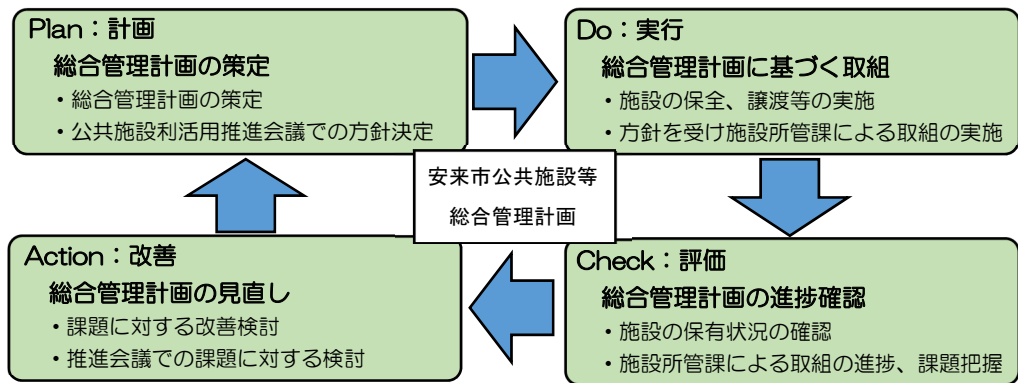 Plan：計画
総合管理計画の策定
・総合管理計画の策定
・公共施設利活用推進会議での方針決定
Do：実行
総合管理計画に基づく取組
・施設の保全、譲渡等の実施
・方針を受け施設所管課による取組の実施
安来市公共施設等
総合管理計画
Action：改善
総合管理計画の見直し
・課題に対する改善検討
・推進会議での課題に対する検討
Check：評価
総合管理計画の進捗確認
・施設の保有状況の確認
・施設所管課による取組の進捗、課題把握